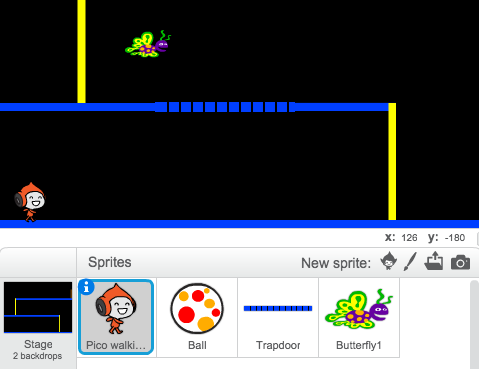 x: 126 y: -180
Sprites New sprite:
Stage
2 backdrops
Pico walki...
Ball
Trapdoor
Butterfly1